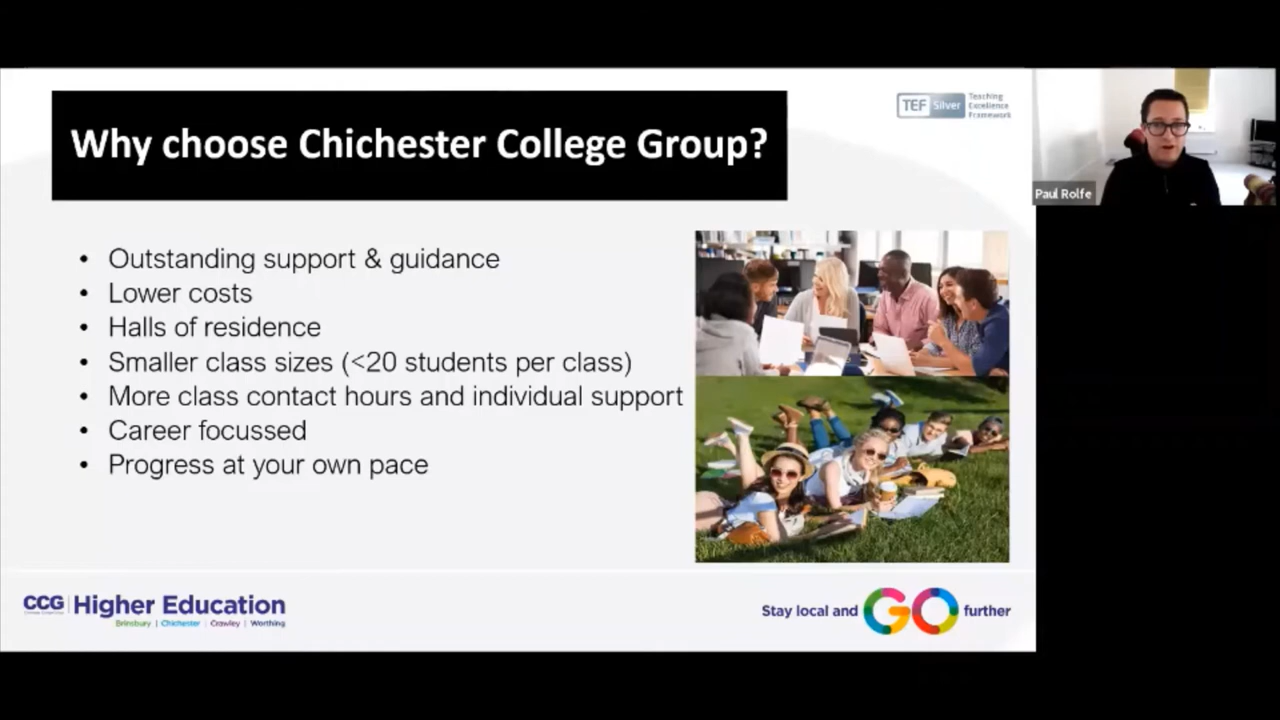 Why choose Chichester College Group?
TEF Silver
Teaching
Excellence
Framework
Paul Rolfe
• Outstanding support & guidance
• Lower costs
• Halls of residence
• Smaller class sizes (<20 students per class)
• More class contact hours and individual support
• Career focussed
• Progress at your own pace
CCG Higher Education
Brinsbury | Chichester | Crawley | Worthing
Stay local and GO further